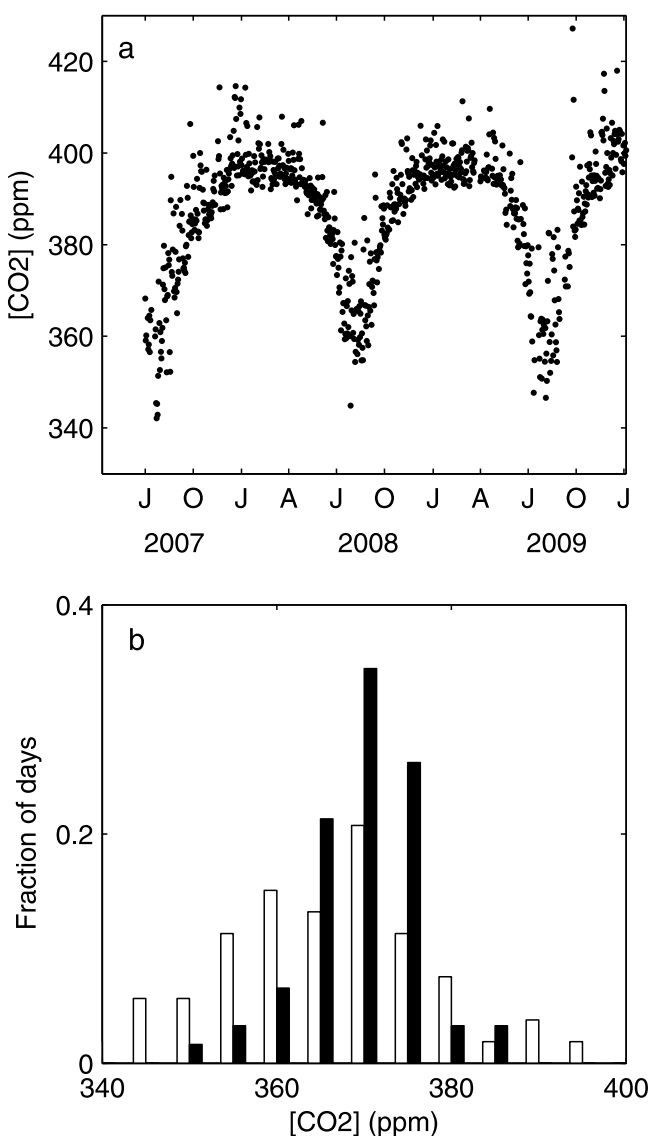 a
[CO2] (ppm)
420
400
380
360
340
J O J A J O J A J O J
2007 2008 2009
b
Fraction of days
0.4
0.2
0
340 360 380 400
[CO2] (ppm)